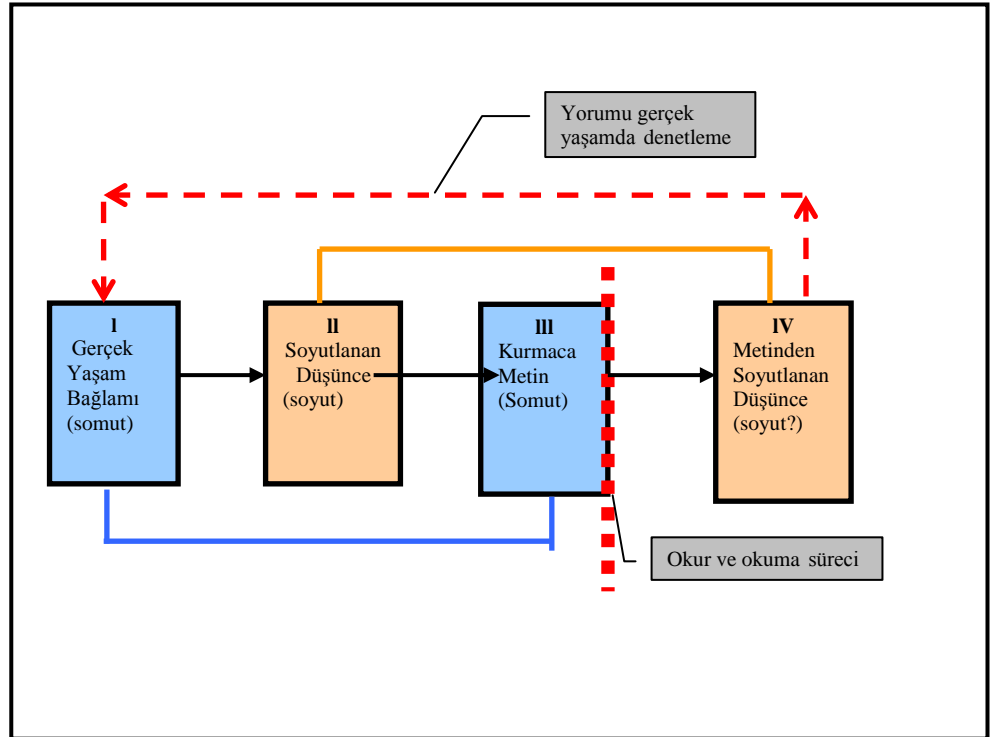 Yorumu gerçek
yaşamda denetleme
I
Gerçek
Yaşam
Bağlamı
(somut)
II
Soyutlanan
Düşünce
(soyut)
III
Kurmaca
Metin
(Somut)
IV
Metinden
Soyutlanan
Düşünce
(soyut?)
Okur ve okuma süreci